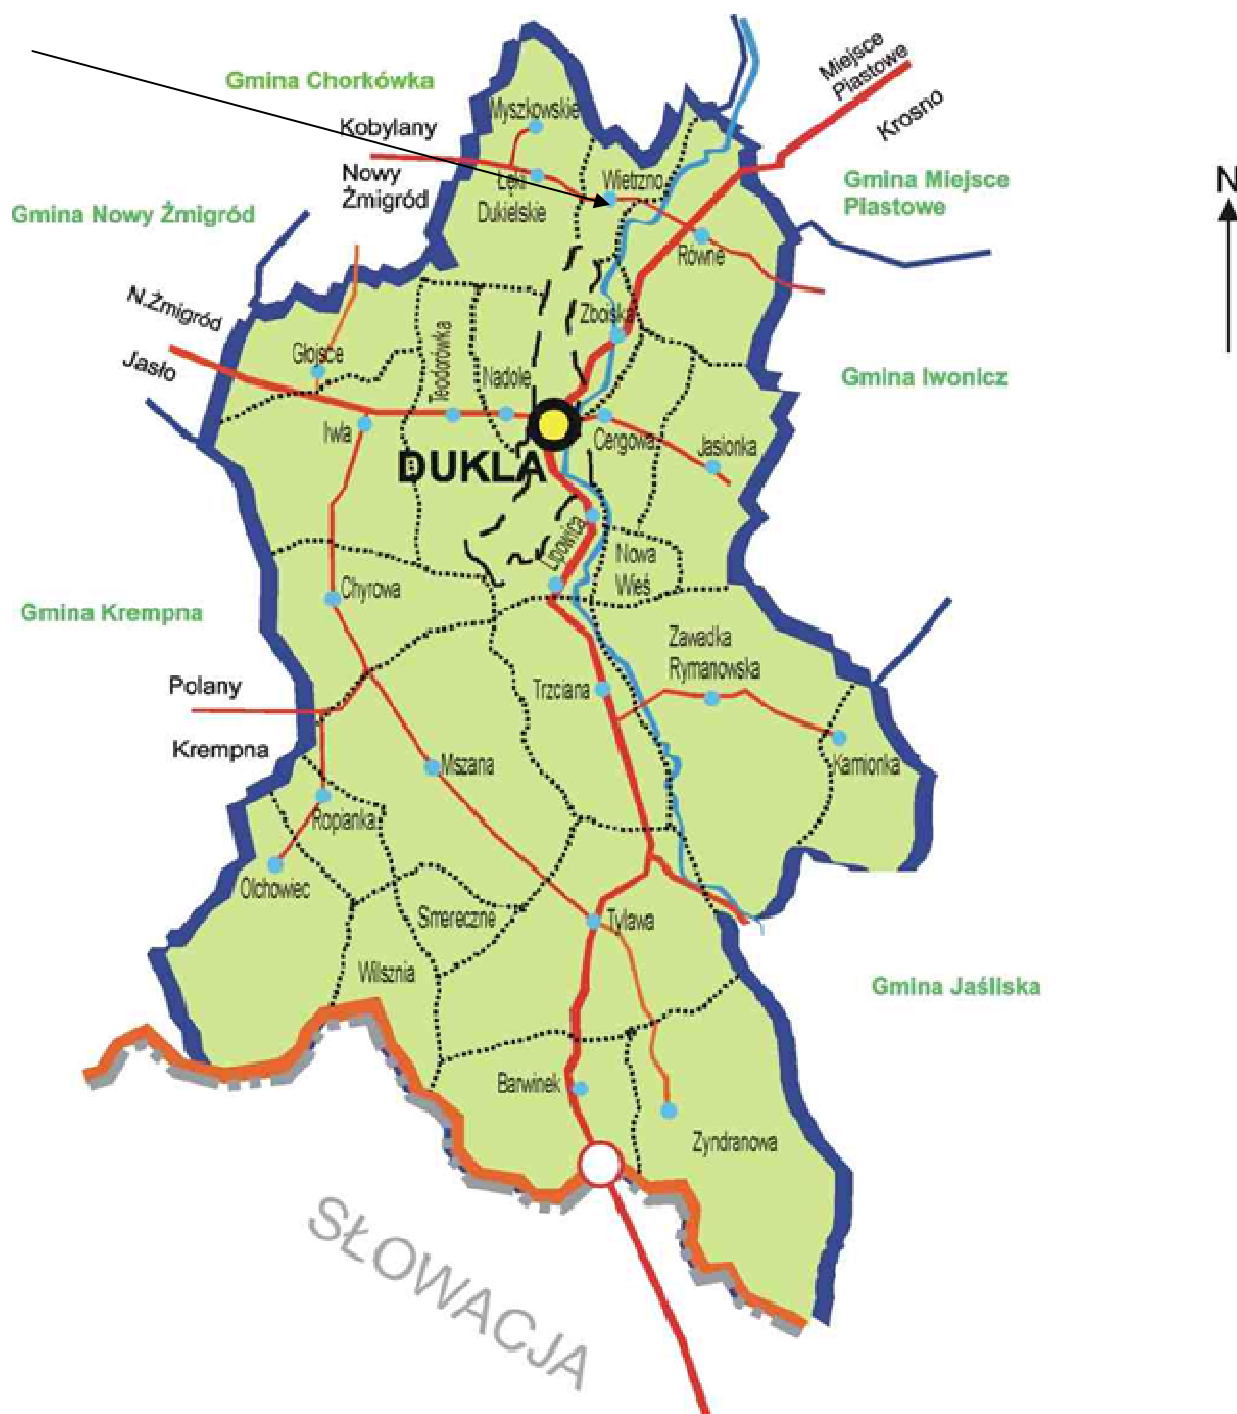 Miejsce
Piastowe
Krosno
Gmina Chorkówka
Kobylany
Nowy
Żmigród
Myszkowskie
Łęki
Dukielskie
Wietrzno
Gmina Miejsce
Piastowe
N
Gmina Nowy Żmigród
Równe
N.Żmigród
Jasło
Głojsce
Teodorówka
Nadole
Zboiska
Gmina Iwonicz
Iwla
DUKLA
Cergowa
Jasionka
Lipowica
Nowa
Wieś
Chyrowa
Gmina Krempna
Zawadka
Rymanowska
Polany
Trzciana
Krempna
Mszana
Kamionka
Ropianka
Olchowiec
Smereczne
Tylawa
Wilsznia
Gmina Jaśliska
Barwinek
Zyndranowa
SŁOWACJA